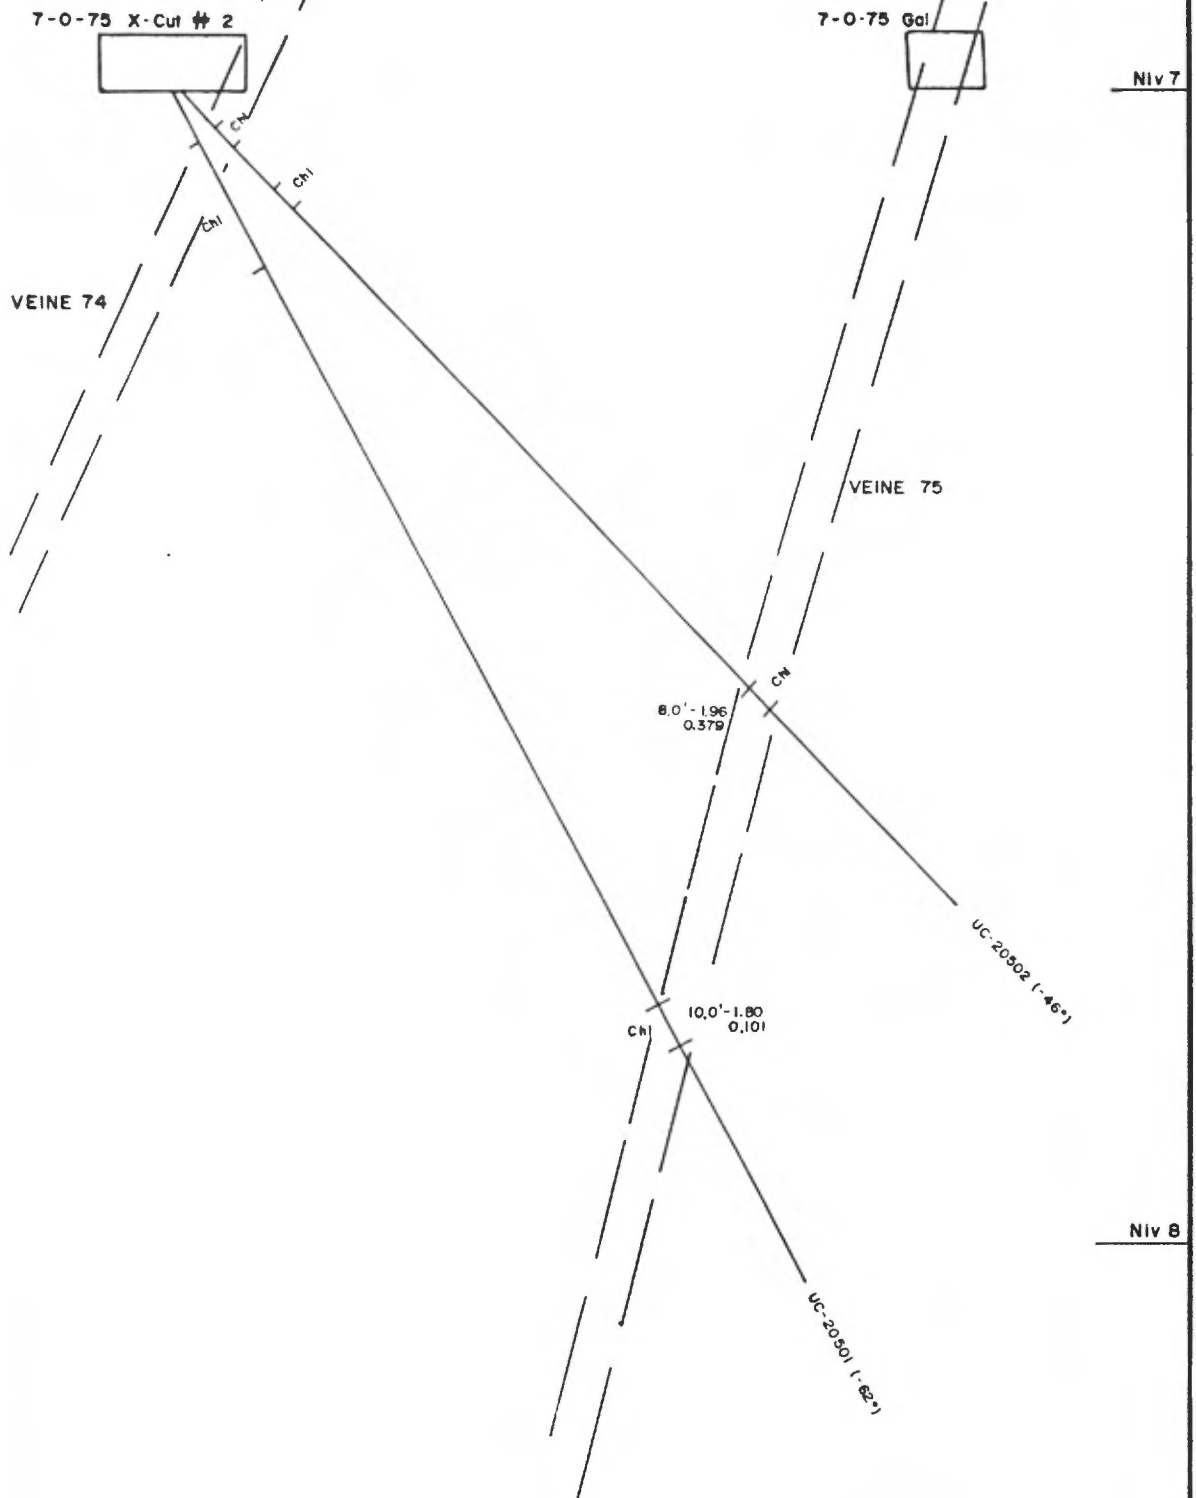 7-0-75 X-Cut # 2
7-0-75 Gal
Niv 7
CN
Chl
Chl
VEINE 74
VEINE 75
CN
8.0'-1.96
0.379
UC-20502 (-46°)
10.0'-1.80
0.101
Chl
Niv 8
UC-20501 (-62°)